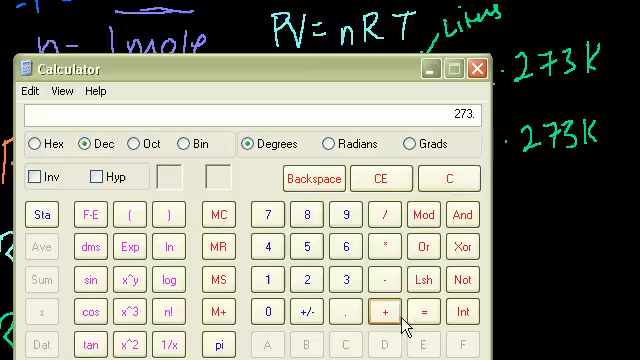 PV = nRT
Liters
n = 1 mole
· 273 K
· 273 K
Calculator
Edit View Help
273.
Hex Dec Oct Bin Degrees Radians Grads
Inv Hyp Backspace CE C
Sta F-E ( ) MC 7 8 9 / Mod And
Ave dms Exp ln MR 4 5 6 * Or Xor
Sum sin x^y log MS 1 2 3 - Lsh Not
s cos x^3 n! M+ 0 +/- . + = Int
Dat tan x^2 1/x pi A B C D E F